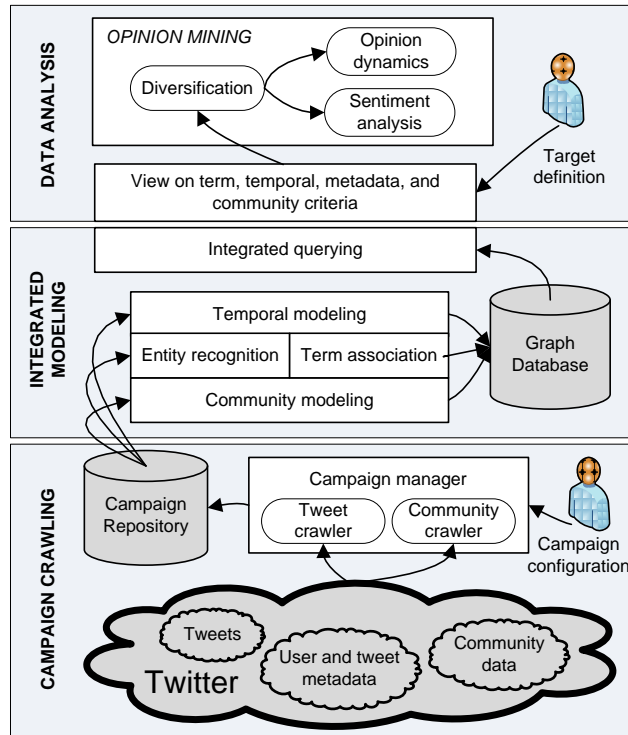 DATA ANALYSIS
OPINION MINING
Diversification
Opinion
dynamics
Sentiment
analysis
Target
definition
View on term, temporal, metadata, and
community criteria
INTEGRATED
MODELING
Integrated querying
Temporal modeling
Entity recognition
Term association
Community modeling
Graph
Database
CAMPAIGN CRAWLING
Campaign
Repository
Campaign manager
Tweet
crawler
Community
crawler
Campaign
configuration
Tweets
User and tweet
metadata
Community
data
Twitter